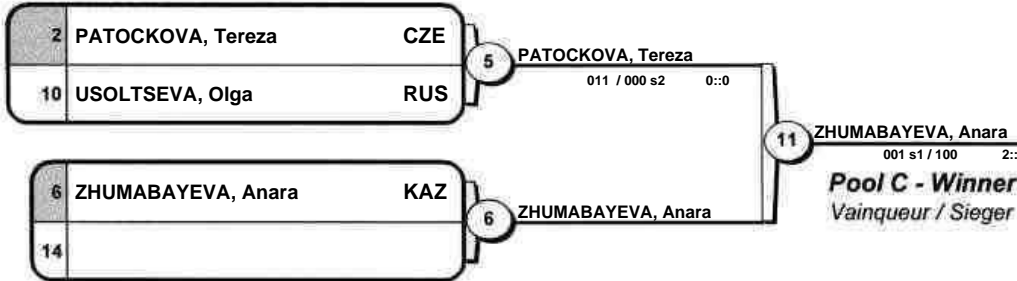 2 PATOCKOVA, Tereza CZE
10 USOLTSEVA, Olga RUS
5
PATOCKOVA, Tereza
011 / 000 s2 0::0
6 ZHUMABAYEVA, Anara KAZ
14
6
ZHUMABAYEVA, Anara
11
ZHUMABAYEVA, Anara
001 s1 / 100 2::
Pool C - Winner
Vainqueur / Sieger